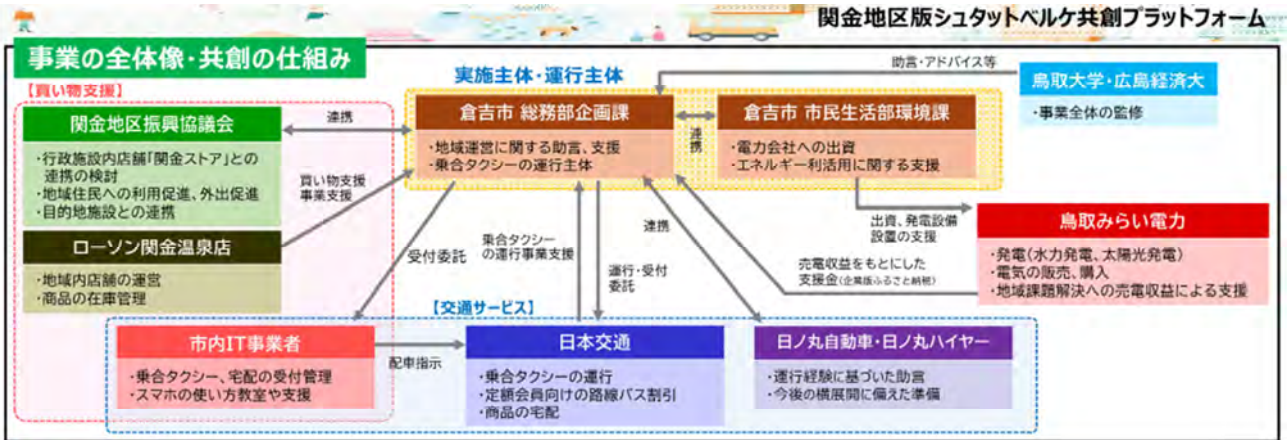 関金地区版シュタットベルケ共創プラットフォーム
事業の全体像・共創の仕組み
【買い物支援】
関金地区振興協議会
・行政施設内店舗「関金ストア」との
連携の検討
・地域住民への利用促進、外出促進
・目的地施設との連携
ローソン関金温泉店
・地域内店舗の運営
・商品の在庫管理
連携
買い物支援
事業支援
実施主体・運行主体
倉吉市 総務部企画課
・地域運営に関する助言、支援
・乗合タクシーの運行主体
連携
倉吉市 市民生活部環境課
・電力会社への出資
・エネルギー利活用に関する支援
助言・アドバイス等
鳥取大学・広島経済大
・事業全体の監修
出資、発電設備
設置の支援
鳥取みらい電力
・発電(水力発電、太陽光発電)
・電気の販売、購入
・地域課題解決への売電収益による支援
売電収益をもとにした
支援金(企業版ふるさと納税)
連携
受付委託
乗合タクシー
の運行事業支援
運行・受付
委託
【交通サービス】
市内IT事業者
・乗合タクシー、宅配の受付管理
・スマホの使い方教室や支援
配車指示
日本交通
・乗合タクシーの運行
・定額会員向けの路線バス割引
・商品の宅配
日ノ丸自動車・日ノ丸ハイヤー
・運行経験に基づいた助言
・今後の横展開に備えた準備